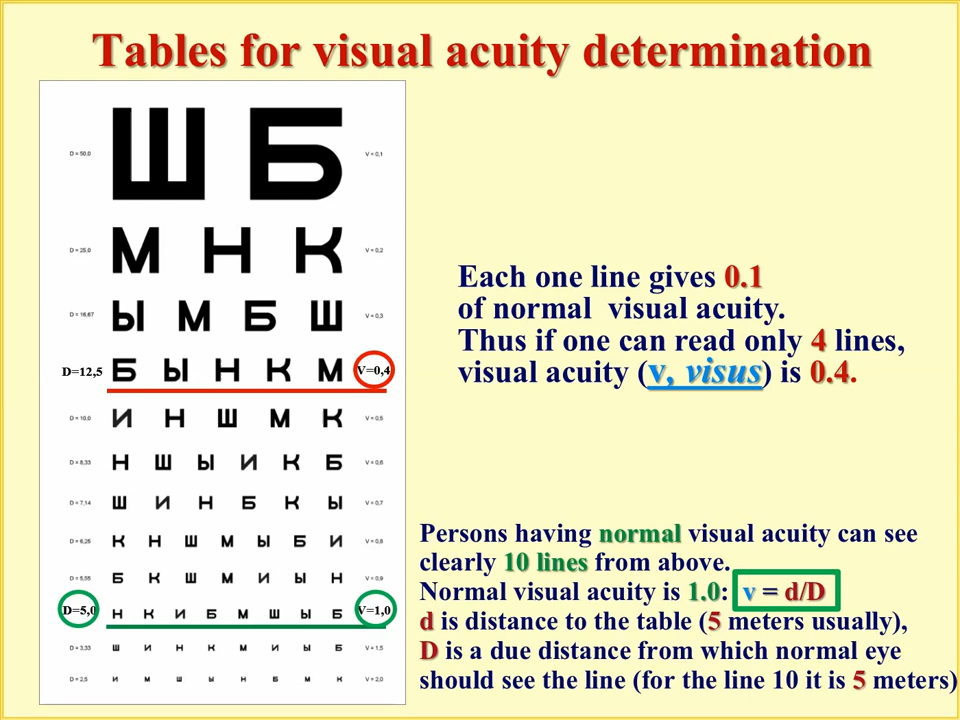 Tables for visual acuity determination
D = 50,0 Ш Б V = 0,1
D = 25,0 М Н К V = 0,2
D = 16,67 Ы М Б Ш V = 0,3
D=12,5 Б Ы Н К М V=0,4
D = 10,0 И Н Ш М К V = 0,5
D = 8,33 Н Ш Ы И К Б V = 0,6
D = 7,14 Ш И Н Б К Ы V = 0,7
D = 6,25 К Н Ш М Ы Б И V = 0,8
D = 5,55 Б К Ш М И Ы Н V = 0,9
D=5,0 Н К И Б М Ш Ы Б V=1,0
D = 3,33 Ш И Н К М И Ы Б V = 1,5
D = 2,5 И М Ш Ы Н Б М К V = 2,0
Each one line gives 0.1
of normal visual acuity.
Thus if one can read only 4 lines,
visual acuity (v, visus) is 0.4.
Persons having normal visual acuity can see
clearly 10 lines from above.
Normal visual acuity is 1.0: v = d/D
d is distance to the table (5 meters usually),
D is a due distance from which normal eye
should see the line (for the line 10 it is 5 meters)